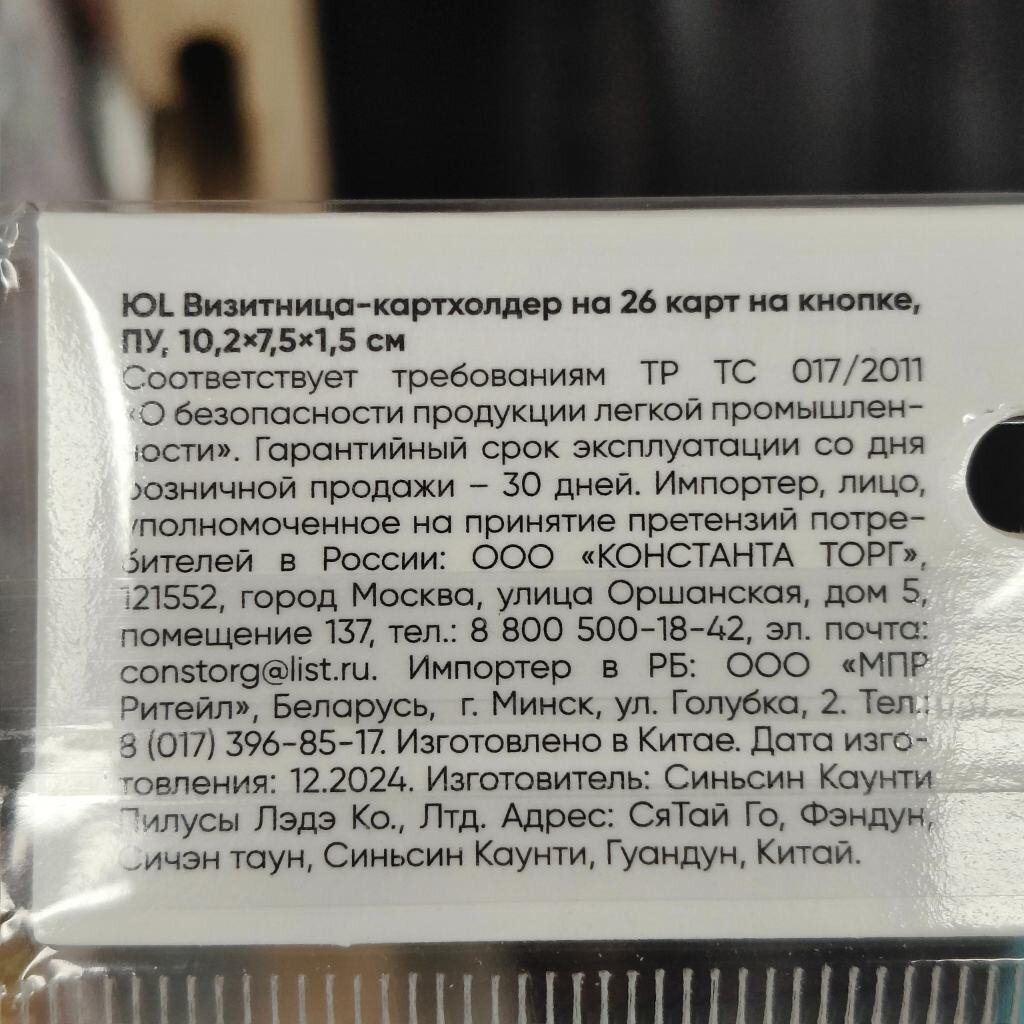 ЮL Визитница-картхолдер на 26 карт на кнопке,
ПУ, 10,2×7,5×1,5 см
Соответствует требованиям ТР ТС 017/2011
«О безопасности продукции легкой промышлен-
ности». Гарантийный срок эксплуатации со дня
розничной продажи – 30 дней. Импортер, лицо,
уполномоченное на принятие претензий потре-
бителей в России: ООО «КОНСТАНТА ТОРГ»,
121552, город Москва, улица Оршанская, дом 5,
помещение 137, тел.: 8 800 500-18-42, эл. почта:
constorg@list.ru. Импортер в РБ: ООО «МПР
Ритейл», Беларусь, г. Минск, ул. Голубка, 2. Тел.:
8 (017) 396-85-17. Изготовлено в Китае. Дата изго-
товления: 12.2024. Изготовитель: Синьсин Каунти
Лилусы Лэдэ Ко., Лтд. Адрес: СяТай Го, Фэндун,
Сичэн таун, Синьсин Каунти, Гуандун, Китай.